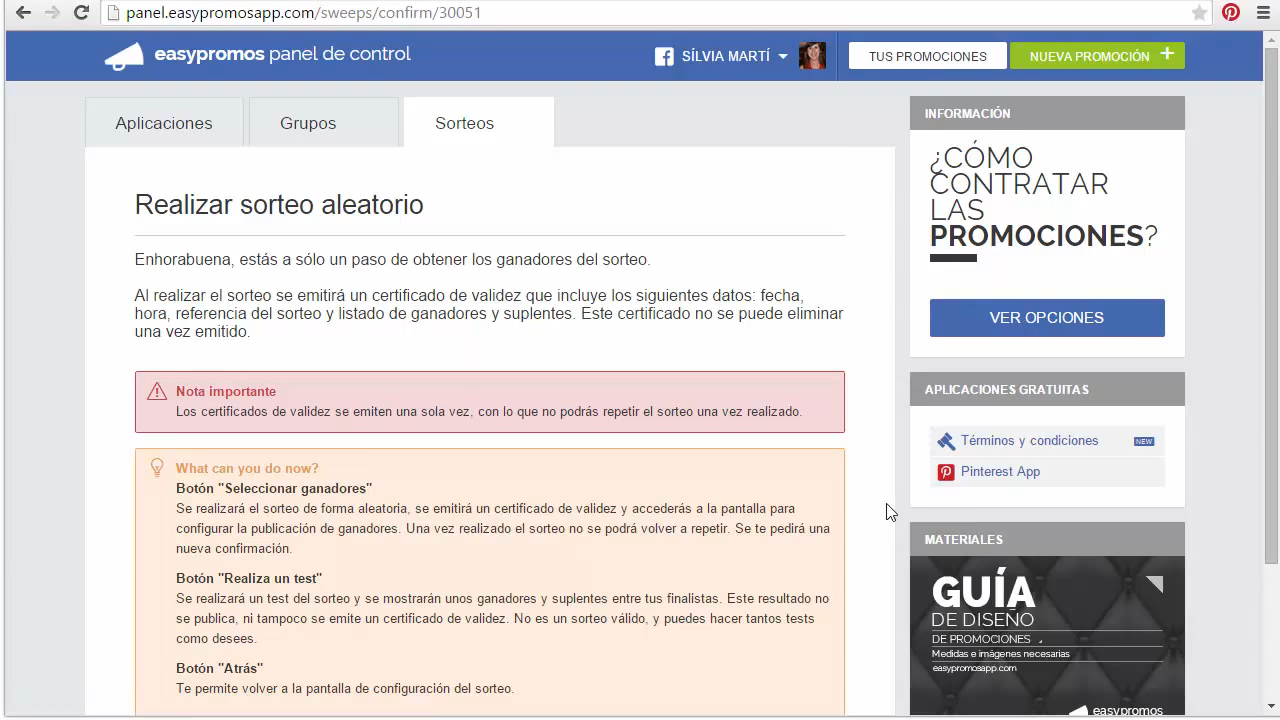 panel.easypromosapp.com/sweeps/confirm/30051
easypromos panel de control
SÍLVIA MARTÍ
TUS PROMOCIONES
NUEVA PROMOCIÓN +
Aplicaciones
Grupos
Sorteos
Realizar sorteo aleatorio
Enhorabuena, estás a sólo un paso de obtener los ganadores del sorteo.
Al realizar el sorteo se emitirá un certificado de validez que incluye los siguientes datos: fecha,
hora, referencia del sorteo y listado de ganadores y suplentes. Este certificado no se puede eliminar
una vez emitido.
Nota importante
Los certificados de validez se emiten una sola vez, con lo que no podrás repetir el sorteo una vez realizado.
What can you do now?
Botón "Seleccionar ganadores"
Se realizará el sorteo de forma aleatoria, se emitirá un certificado de validez y accederás a la pantalla para
configurar la publicación de ganadores. Una vez realizado el sorteo no se podrá volver a repetir. Se te pedirá una
nueva confirmación.
Botón "Realiza un test"
Se realizará un test del sorteo y se mostrarán unos ganadores y suplentes entre tus finalistas. Este resultado no
se publica, ni tampoco se emite un certificado de validez. No es un sorteo válido, y puedes hacer tantos tests
como desees.
Botón "Atrás"
Te permite volver a la pantalla de configuración del sorteo.
INFORMACIÓN
¿CÓMO
CONTRATAR
LAS
PROMOCIONES?
VER OPCIONES
APLICACIONES GRATUITAS
Términos y condiciones
NEW
Pinterest App
MATERIALES
GUÍA
DE DISEÑO
DE PROMOCIONES
Medidas e imágenes necesarias
easypromosapp.com
easypromos